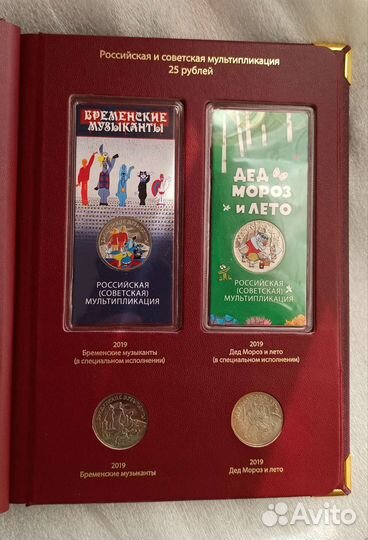 Российская и советская мультипликация
25 рублей
БРЕМЕНСКИЕ
МУЗЫКАНТЫ
РОССИЙСКАЯ
(СОВЕТСКАЯ)
МУЛЬТИПЛИКАЦИЯ
ДЕД
МОРОЗ
и ЛЕТО
РОССИЙСКАЯ
(СОВЕТСКАЯ)
МУЛЬТИПЛИКАЦИЯ
2019
Бременские музыканты
(в специальном исполнении)
2019
Дед Мороз и лето
(в специальном исполнении)
2019
Бременские музыканты
2019
Дед Мороз и лето
Avito